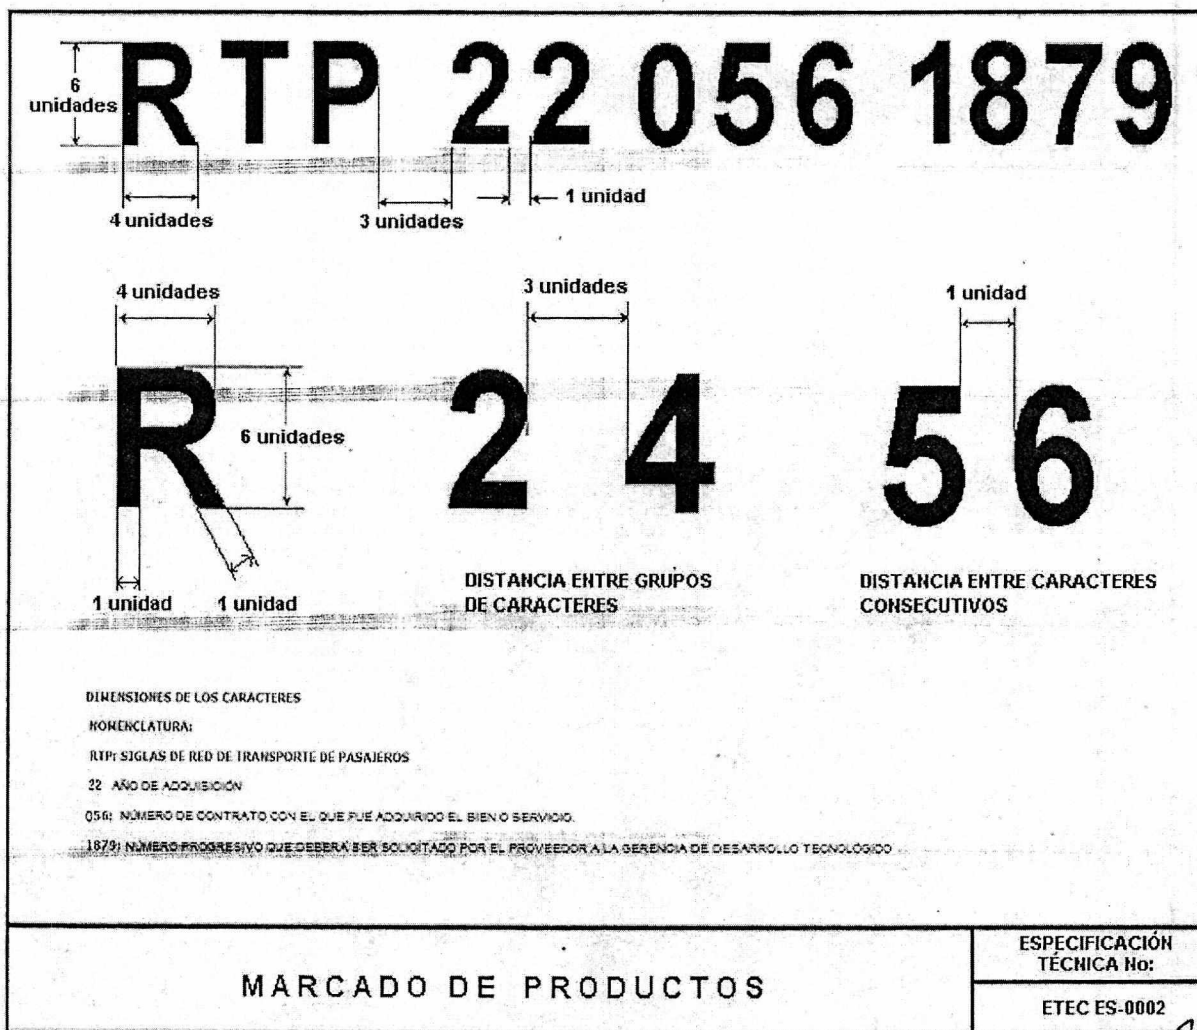 RTP 22 056 1879
6
unidades
1 unidad
4 unidades
3 unidades
4 unidades
3 unidades
1 unidad
R
2 4
56
6 unidades
1 unidad
1 unidad
DISTANCIA ENTRE GRUPOS
DE CARACTERES
DISTANCIA ENTRE CARACTERES
CONSECUTIVOS
DIMENSIONES DE LOS CARACTERES
NOMENCLATURA:
RTP: SIGLAS DE RED DE TRANSPORTE DE PASAJEROS
22 AÑO DE ADQUISICIÓN
056: NÚMERO DE CONTRATO CON EL QUE FUÉ ADQUIRIDO EL BIEN O SERVICIO.
1879: NÚMERO PROGRESIVO QUE DEBERÁ SER SOLICITADO POR EL PROVEEDOR A LA GERENCIA DE DESARROLLO TECNOLÓGICO
MARCADO DE PRODUCTOS
ESPECIFICACIÓN
TÉCNICA No:
ETEC ES-0002